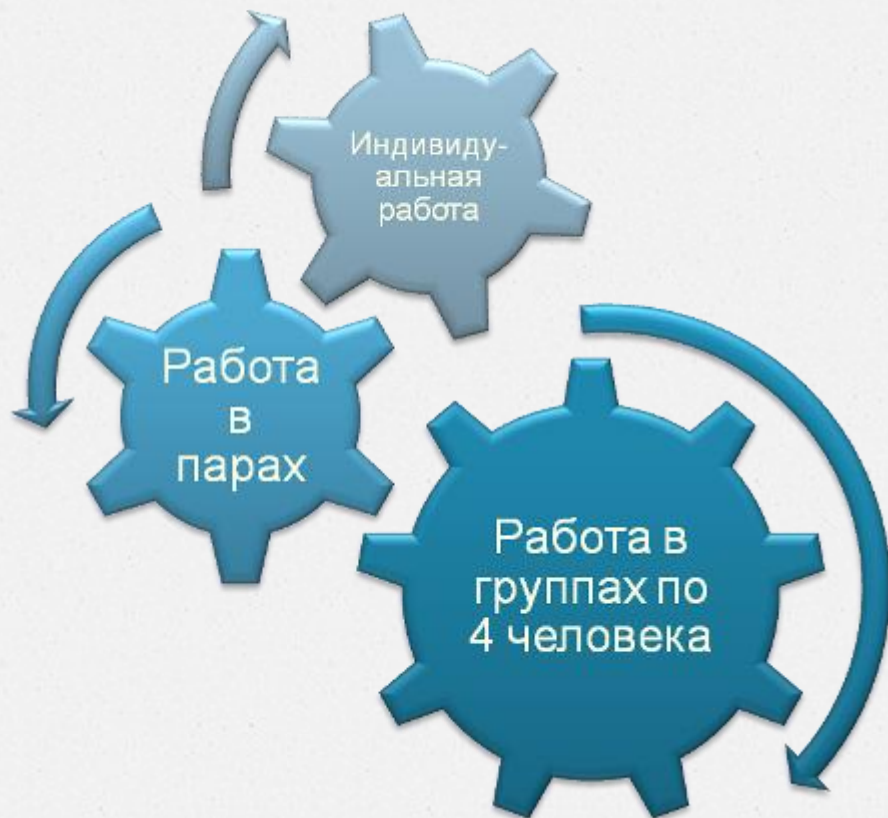 Индивиду-
альная
работа
Работа
в
парах
Работа в
группах по
4 человека